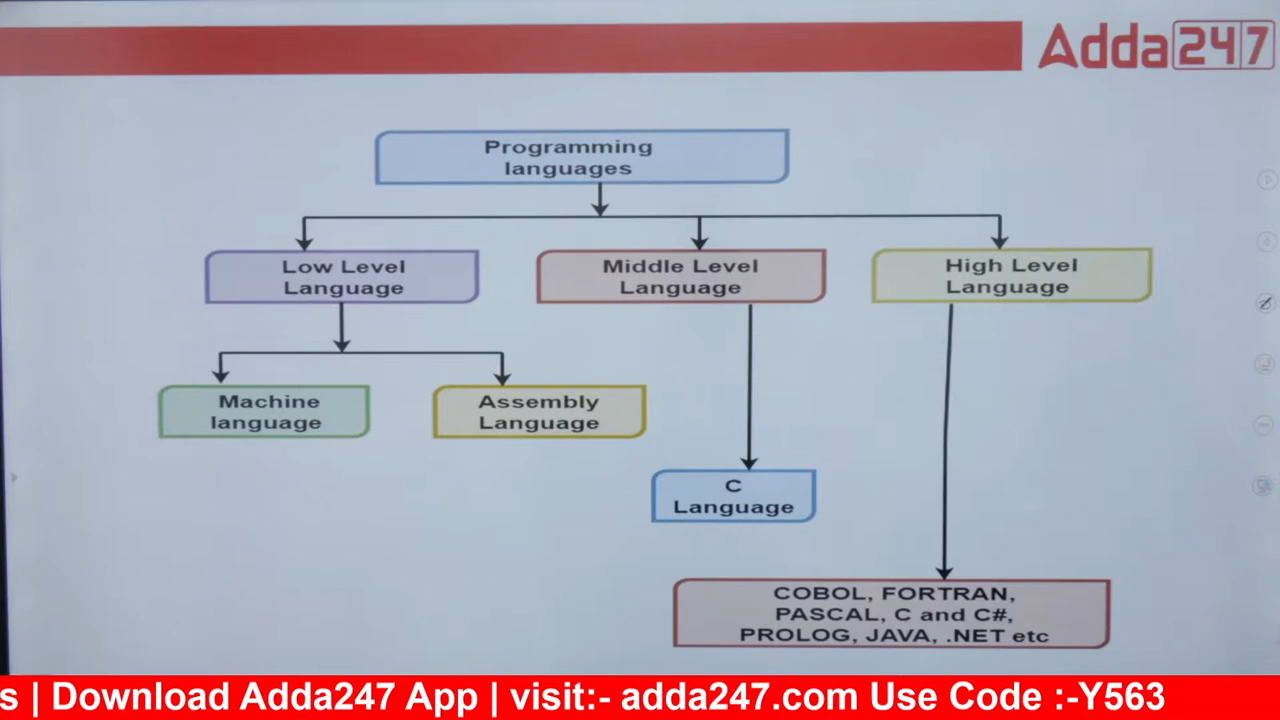 Adda247
Programming
languages
Low Level
Language
Middle Level
Language
High Level
Language
Machine
language
Assembly
Language
C
Language
COBOL, FORTRAN,
PASCAL, C and C#,
PROLOG, JAVA, .NET etc
s | Download Adda247 App | visit:- adda247.com Use Code :-Y563